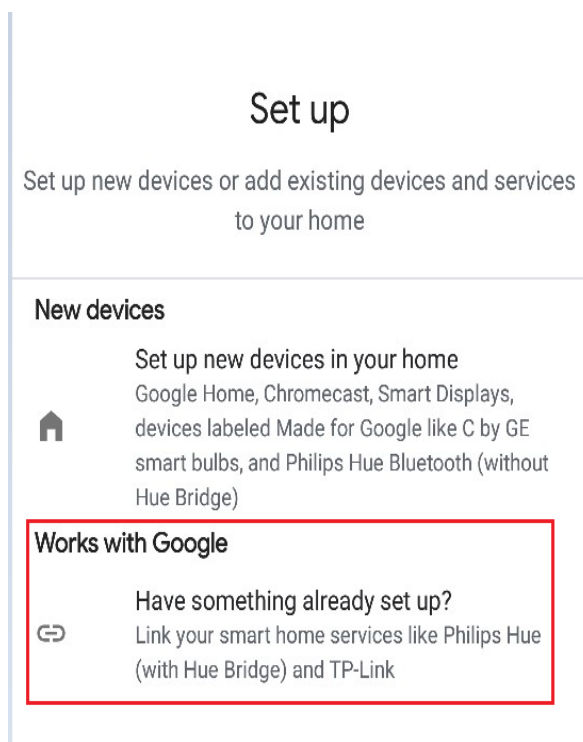 Set up
Set up new devices or add existing devices and services
to your home
New devices
Set up new devices in your home
Google Home, Chromecast, Smart Displays,
devices labeled Made for Google like C by GE
smart bulbs, and Philips Hue Bluetooth (without
Hue Bridge)
Works with Google
Have something already set up?
Link your smart home services like Philips Hue
(with Hue Bridge) and TP-Link